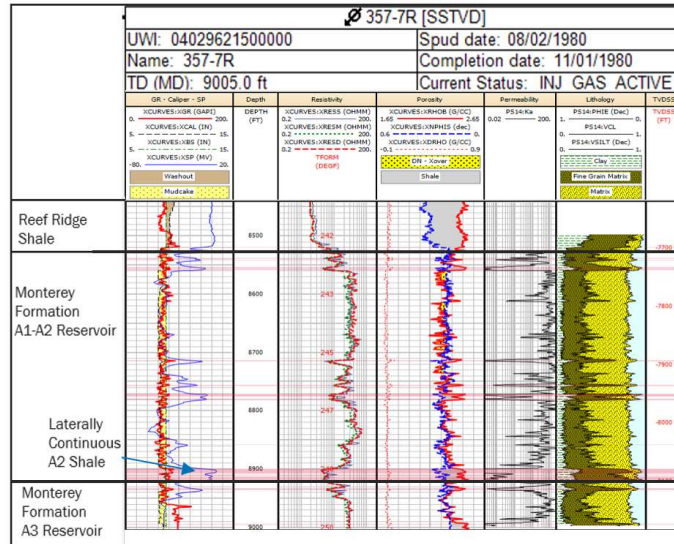 357-7R [SSTVD]
UWI: 04029621500000 Spud date: 08/02/1980
Name: 357-7R Completion date: 11/01/1980
TD (MD): 9005.0 ft Current Status: INJ GAS ACTIVE
GR - Caliper - SP Depth Resistivity Porosity Permeability Lithology TVDSS
XCURVES:XGR (GAPI) DEPTH (FT) XCURVES:XRESS (OHMM) XCURVES:XRHOB (G/CC) PS14:Ka PS14:PHIE (Dec) TVDSS (FT)
0. 200. 0.2 200. 1.65 2.65 0.02 200. 1. 0.
XCURVES:XCAL (IN) XCURVES:XRESM (OHMM) XCURVES:XNPHIS (dec) PS14:VCL
5. 15. 0.2 200. 0.6 0. 0. 1.
XCURVES:XBS (IN) XCURVES:XRESD (OHMM) XCURVES:XDRHO (G/CC) PS14:VSILT (Dec)
5. 15. 0.2 200. -0.1 0.9 0. 1.
XCURVES:XSP (MV) TFORM (DEGF) DN - Xover Clay
-80. 20.
Washout Shale Fine Grain Matrix
Mudcake Matrix
Reef Ridge
Shale
8500 242 -7700
Monterey
Formation
A1-A2 Reservoir
8600 243 -7800
8700 245 -7900
8800 247 -8000
Laterally
Continuous
A2 Shale
8900
Monterey
Formation
A3 Reservoir
9000 250